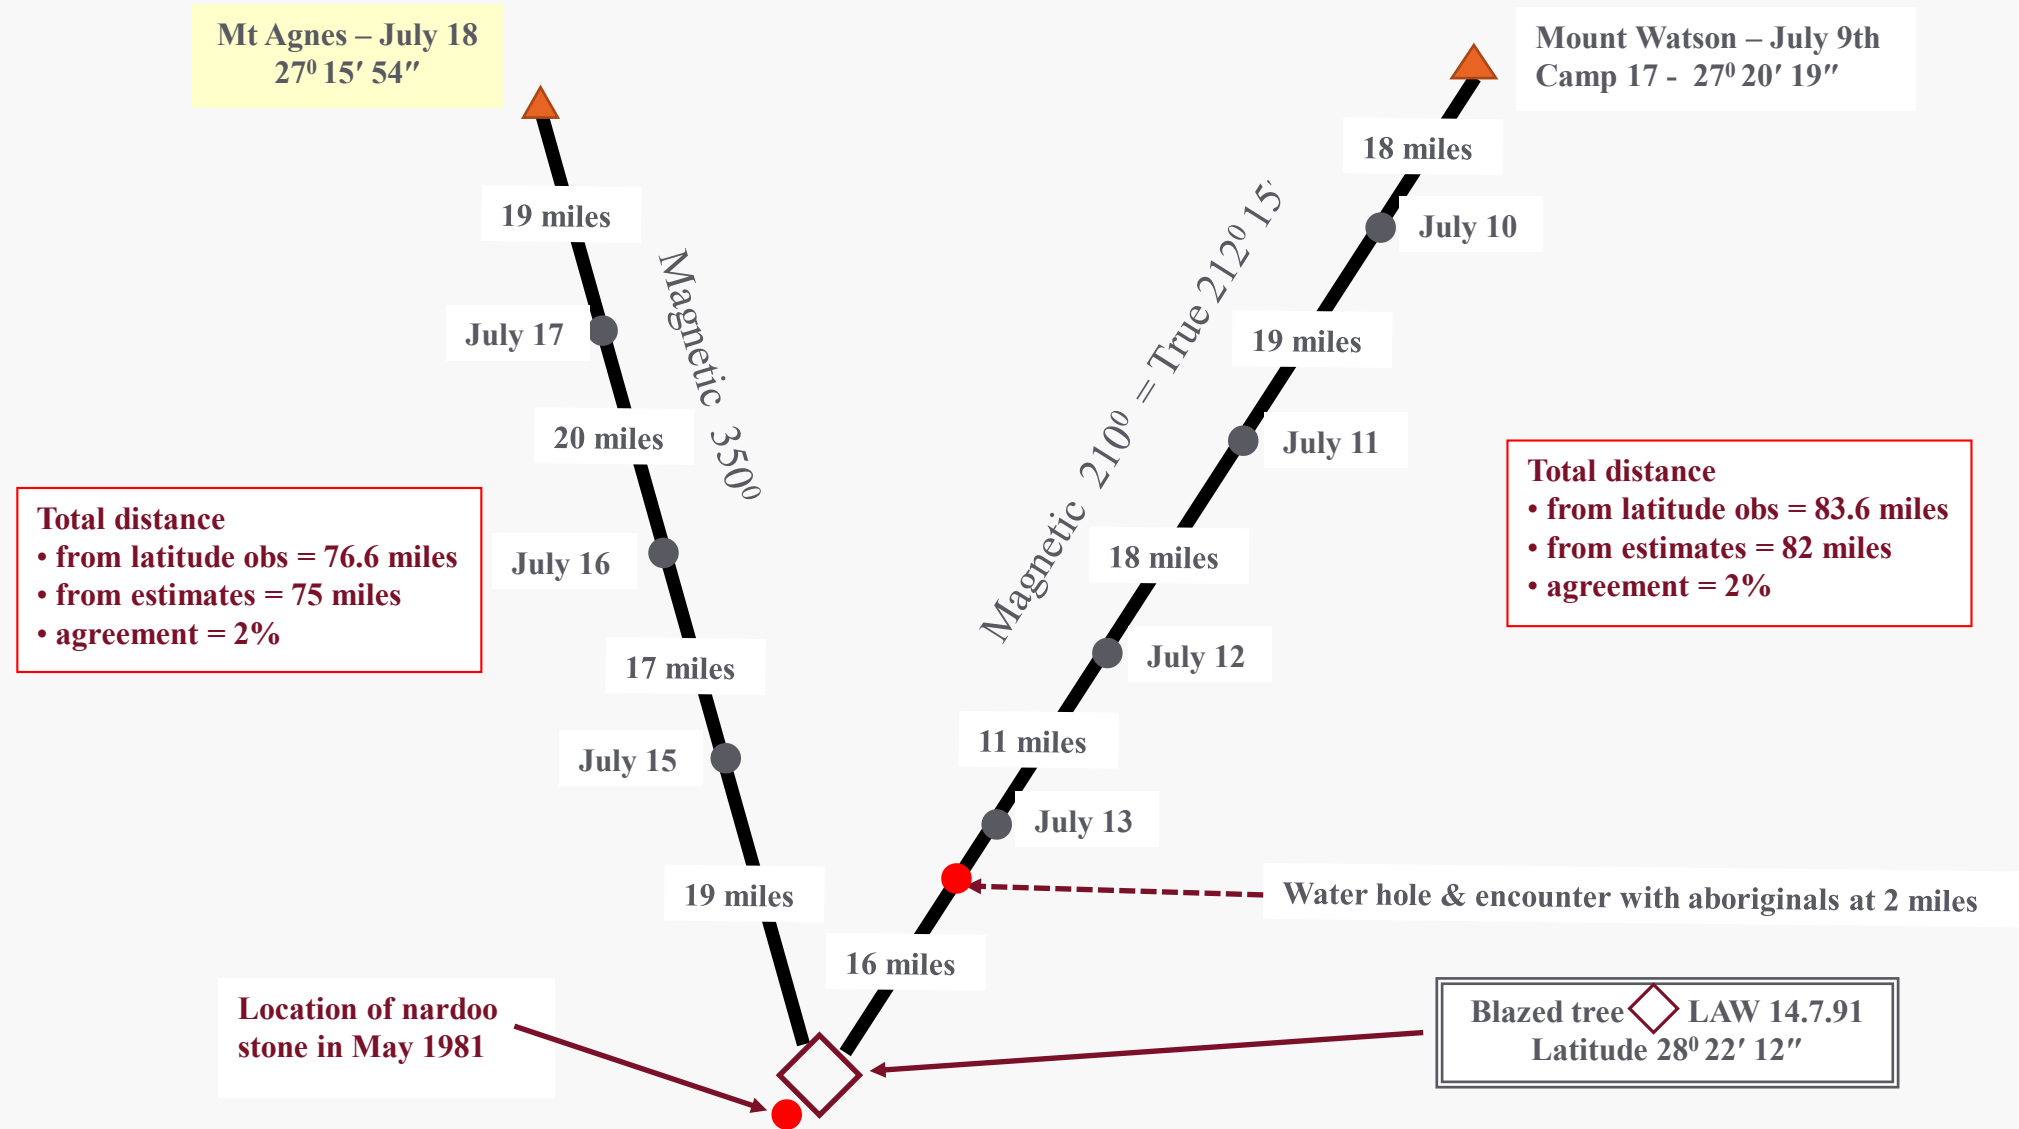 Mt Agnes – July 18
27⁰ 15′ 54″
Mount Watson – July 9th
Camp 17 - 27⁰ 20′ 19″
18 miles
19 miles
July 10
Magnetic 350⁰
Magnetic 210⁰ = True 212⁰ 15′
July 17
19 miles
20 miles
July 11
Total distance
• from latitude obs = 76.6 miles
• from estimates = 75 miles
• agreement = 2%
Total distance
• from latitude obs = 83.6 miles
• from estimates = 82 miles
• agreement = 2%
July 16
18 miles
17 miles
July 12
July 15
11 miles
July 13
19 miles
Water hole & encounter with aboriginals at 2 miles
16 miles
Location of nardoo
stone in May 1981
Blazed tree LAW 14.7.91
Latitude 28⁰ 22′ 12″